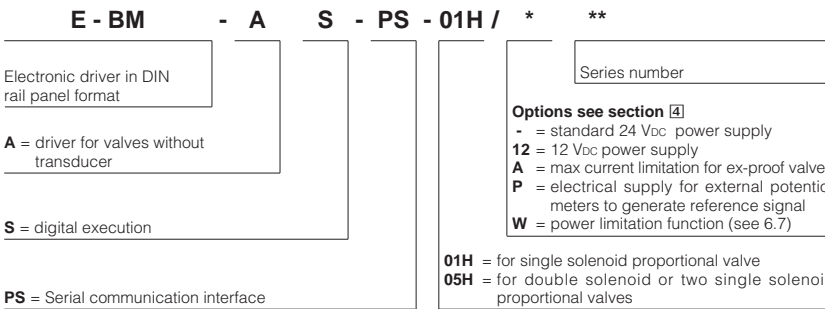 E - BM - A S - PS - 01H / * **
Electronic driver in DIN
rail panel format
Series number
Options see section 4
- = standard 24 VDC power supply
12 = 12 VDC power supply
A = max current limitation for ex-proof valve
P = electrical supply for external potentio
meters to generate reference signal
W = power limitation function (see 6.7)
A = driver for valves without
transducer
S = digital execution
01H = for single solenoid proportional valve
05H = for double solenoid or two single solenoi
proportional valves
PS = Serial communication interface